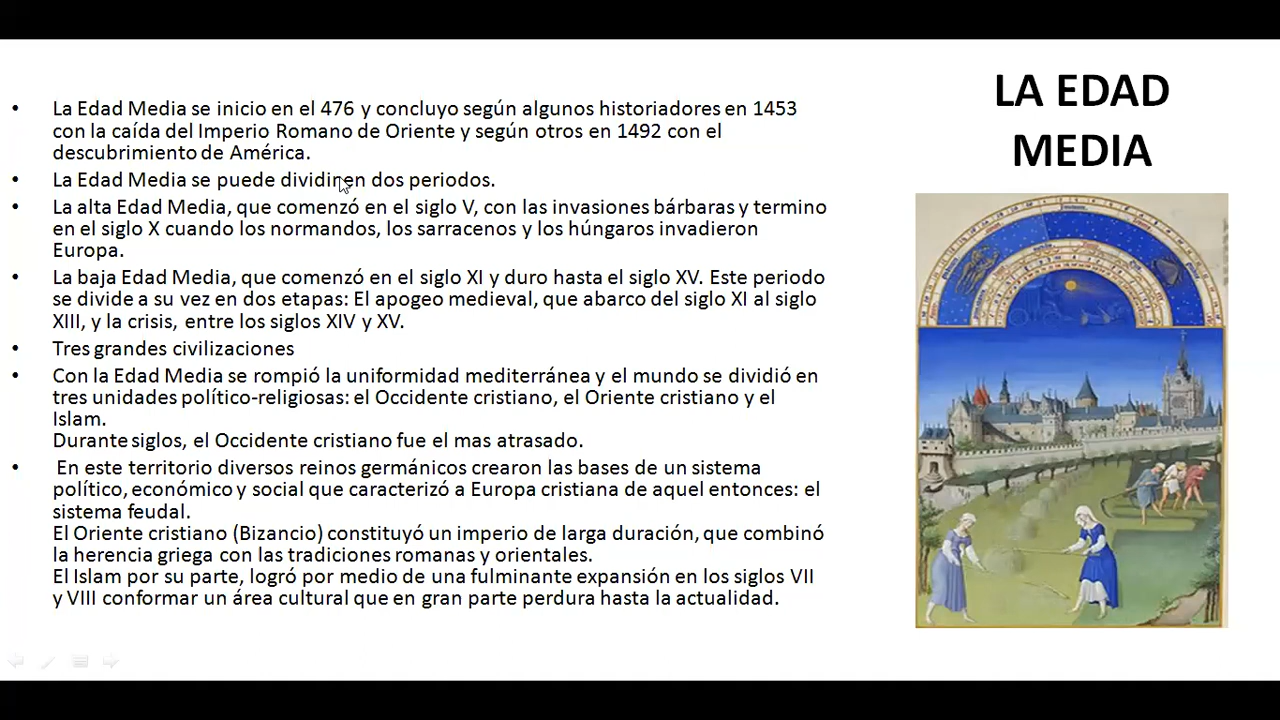 LA EDAD
MEDIA
• La Edad Media se inicio en el 476 y concluyo según algunos historiadores en 1453
con la caída del Imperio Romano de Oriente y según otros en 1492 con el
descubrimiento de América.
• La Edad Media se puede dividir en dos periodos.
• La alta Edad Media, que comenzó en el siglo V, con las invasiones bárbaras y termino
en el siglo X cuando los normandos, los sarracenos y los húngaros invadieron
Europa.
• La baja Edad Media, que comenzó en el siglo XI y duro hasta el siglo XV. Este periodo
se divide a su vez en dos etapas: El apogeo medieval, que abarco del siglo XI al siglo
XIII, y la crisis, entre los siglos XIV y XV.
• Tres grandes civilizaciones
• Con la Edad Media se rompió la uniformidad mediterránea y el mundo se dividió en
tres unidades político-religiosas: el Occidente cristiano, el Oriente cristiano y el
Islam.
Durante siglos, el Occidente cristiano fue el mas atrasado.
• En este territorio diversos reinos germánicos crearon las bases de un sistema
político, económico y social que caracterizó a Europa cristiana de aquel entonces: el
sistema feudal.
El Oriente cristiano (Bizancio) constituyó un imperio de larga duración, que combinó
la herencia griega con las tradiciones romanas y orientales.
El Islam por su parte, logró por medio de una fulminante expansión en los siglos VII
y VIII conformar un área cultural que en gran parte perdura hasta la actualidad.